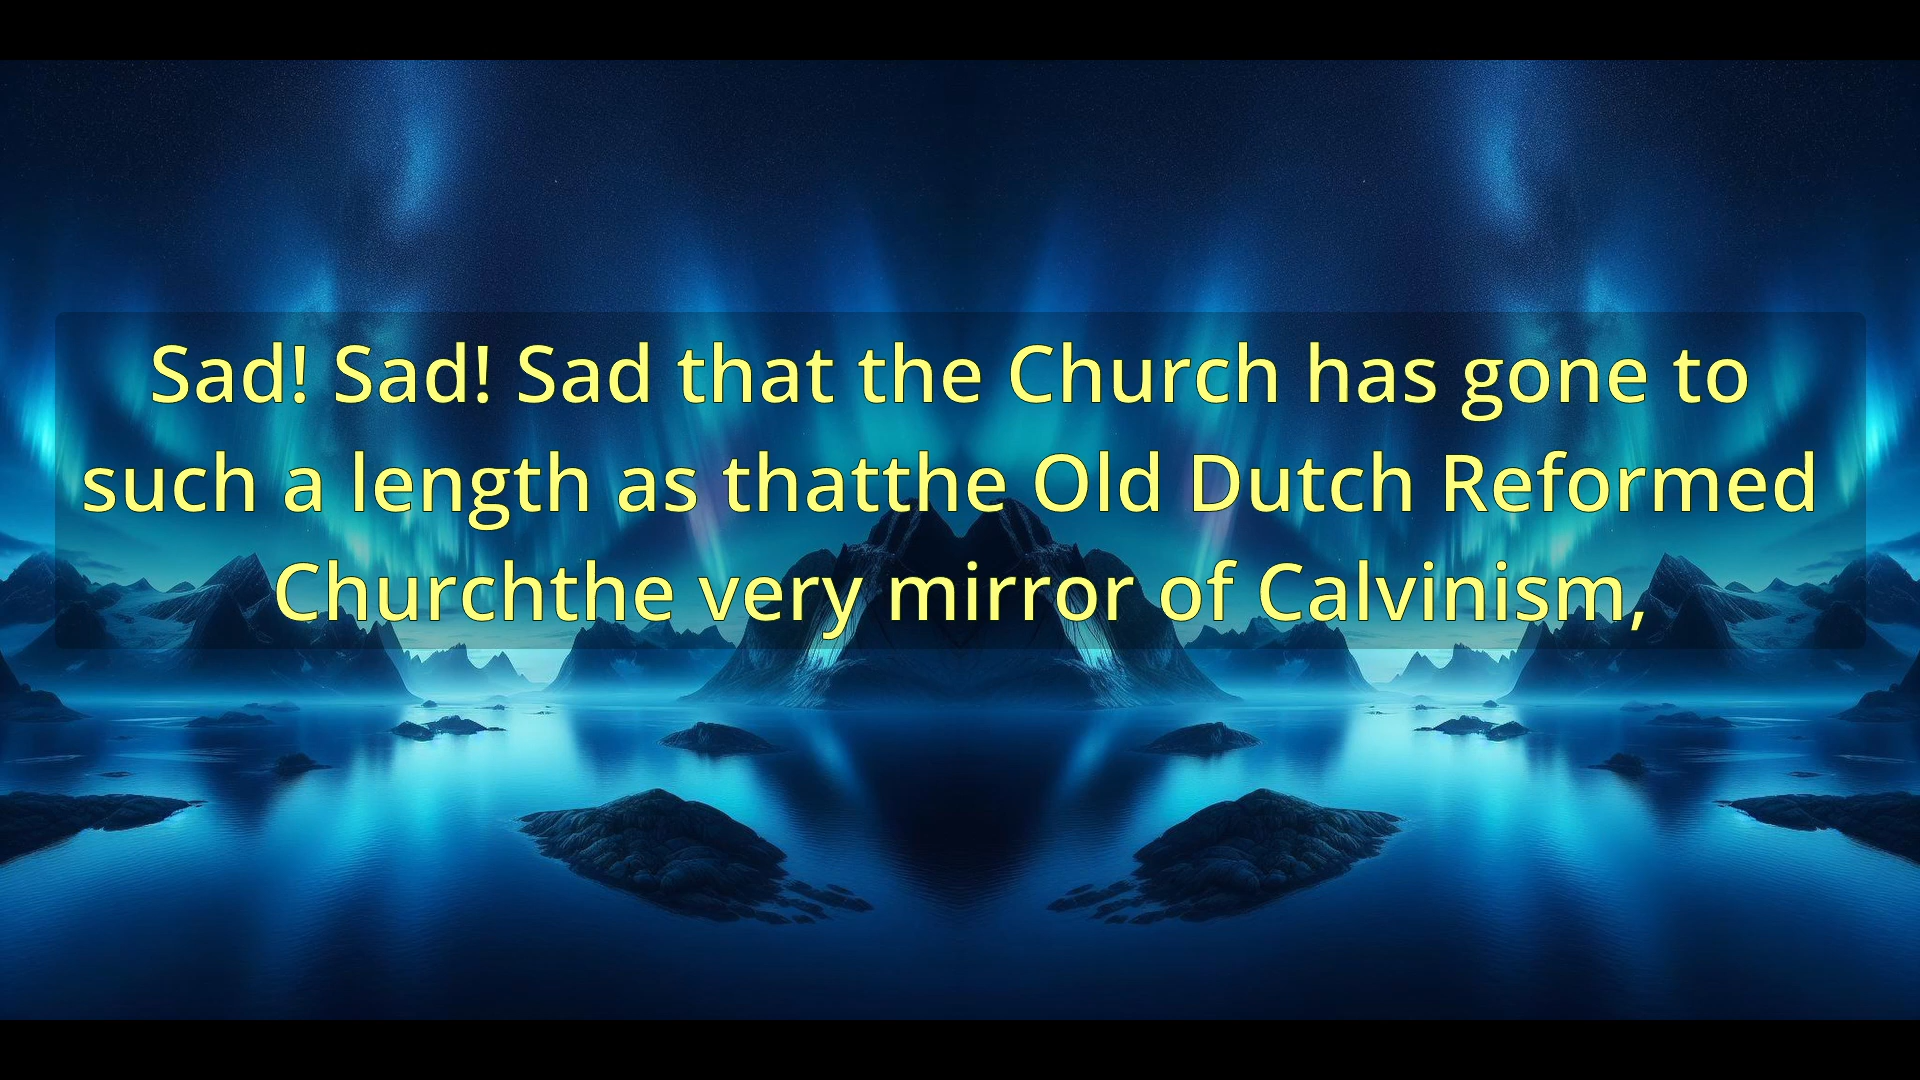 Sad! Sad! Sad that the Church has gone to
such a length as thatthe Old Dutch Reformed
Churchthe very mirror of Calvinism,